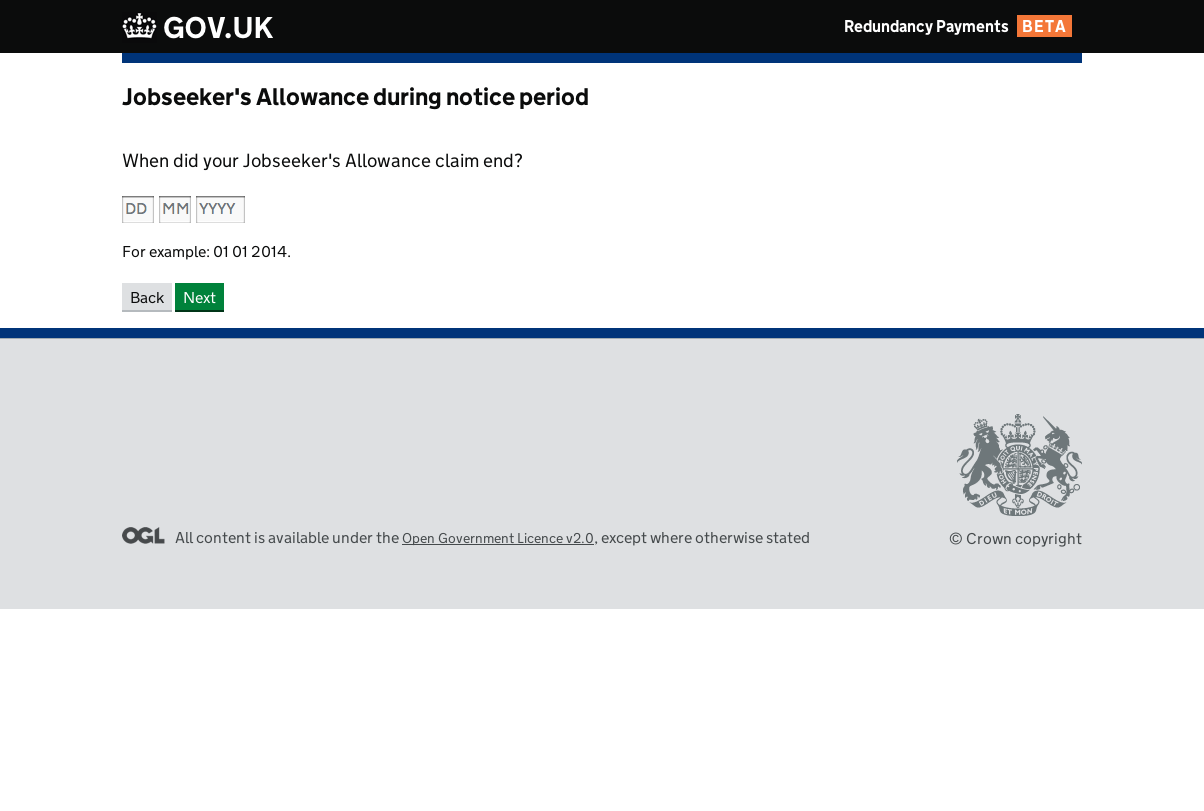 GOV.UK
Redundancy Payments BETA
Jobseeker's Allowance during notice period
When did your Jobseeker's Allowance claim end?
DD MM YYYY
For example: 01 01 2014.
Back Next
OGL All content is available under the Open Government Licence v2.0, except where otherwise stated
DIEU ET MON DROIT
© Crown copyright